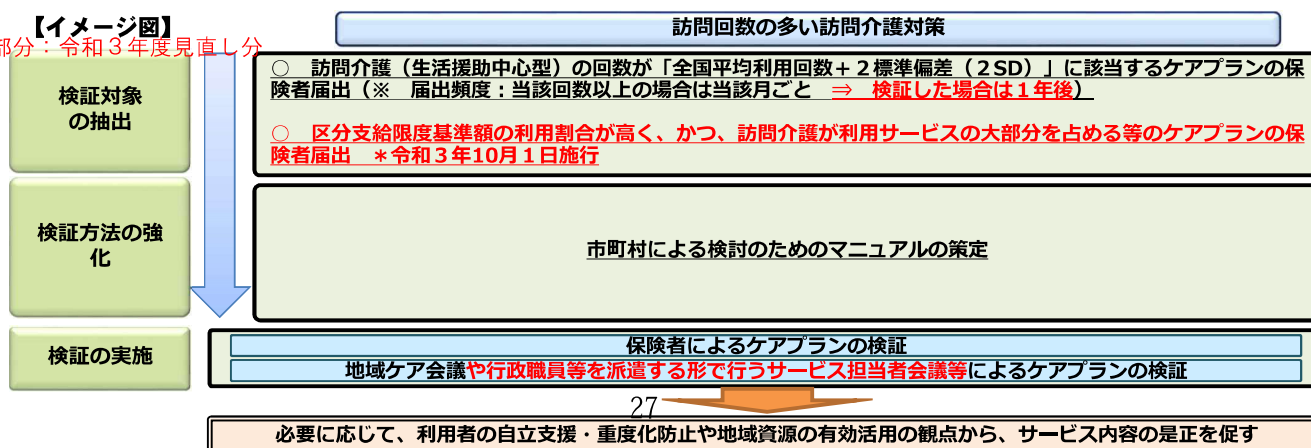 【イメージ図】
部分：令和３年度見直し分
訪問回数の多い訪問介護対策
検証対象
の抽出
○　訪問介護（生活援助中心型）の回数が「全国平均利用回数＋２標準偏差（２SD）」に該当するケアプランの保
険者届出（※　届出頻度：当該回数以上の場合は当該月ごと　⇒　検証した場合は１年後）
○　区分支給限度基準額の利用割合が高く、かつ、訪問介護が利用サービスの大部分を占める等のケアプランの保
険者届出　＊令和３年10月１日施行
検証方法の強
化
市町村による検討のためのマニュアルの策定
検証の実施
保険者によるケアプランの検証
地域ケア会議や行政職員等を派遣する形で行うサービス担当者会議等によるケアプランの検証
27
必要に応じて、利用者の自立支援・重度化防止や地域資源の有効活用の観点から、サービス内容の是正を促す